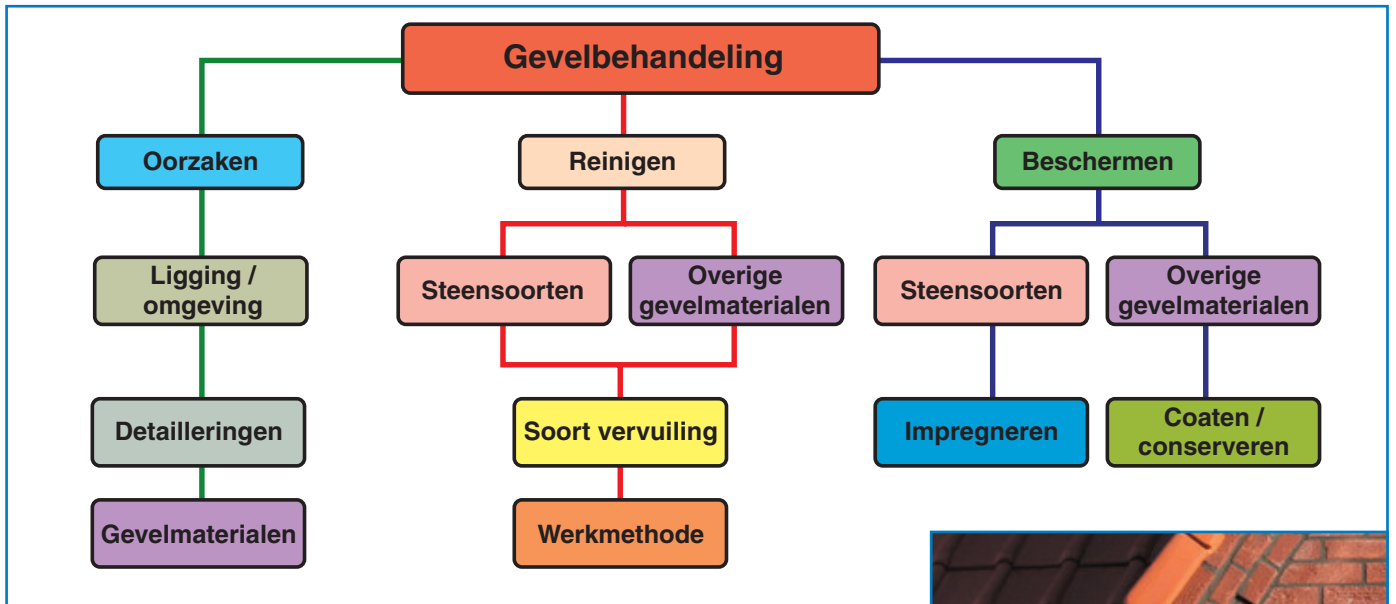 Gevelbehandeling
Oorzaken
Reinigen
Beschermen
Ligging /
omgeving
Steensoorten
Overige
gevelmaterialen
Steensoorten
Overige
gevelmaterialen
Detailleringen
Soort vervuiling
Impregneren
Coaten /
conserveren
Gevelmaterialen
Werkmethode